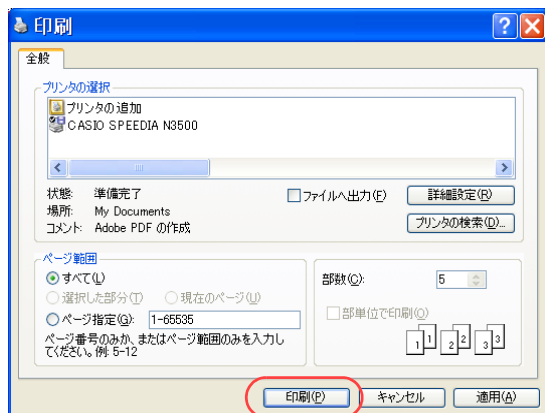 印刷
全般
プリンタの選択
プリンタの追加
CASIO SPEEDIA N3500
状態: 準備完了
場所: My Documents
コメント: Adobe PDF の作成
ファイルへ出力(F)
詳細設定(R)
プリンタの検索(D)...
ページ範囲
すべて(L)
選択した部分(T) 現在のページ(U)
ページ指定(G): 1-65535
ページ番号のみか、またはページ範囲のみを入力し
てください。例: 5-12
部数(C): 5
部単位で印刷(O)
1 1 2 2 3 3
印刷(P) キャンセル 適用(A)